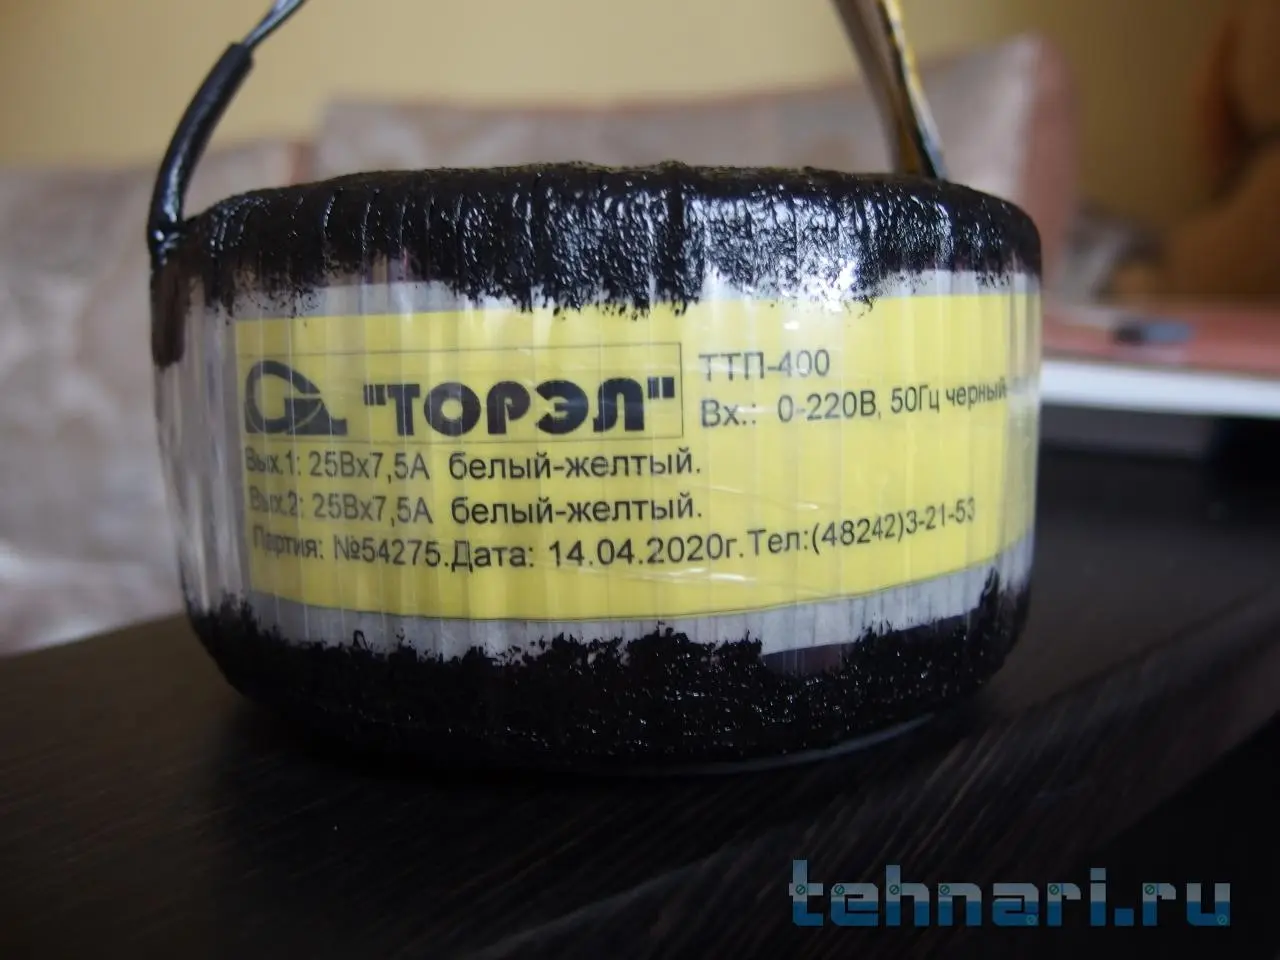 "ТОРЭЛ"
ТТП-400
Вх.: 0-220В, 50Гц черный-
Вых.1: 25Вх7,5А белый-желтый.
Вых.2: 25Вх7,5А белый-желтый.
Партия: №54275.Дата: 14.04.2020г.Тел:(48242)3-21-53
tehnari.ru